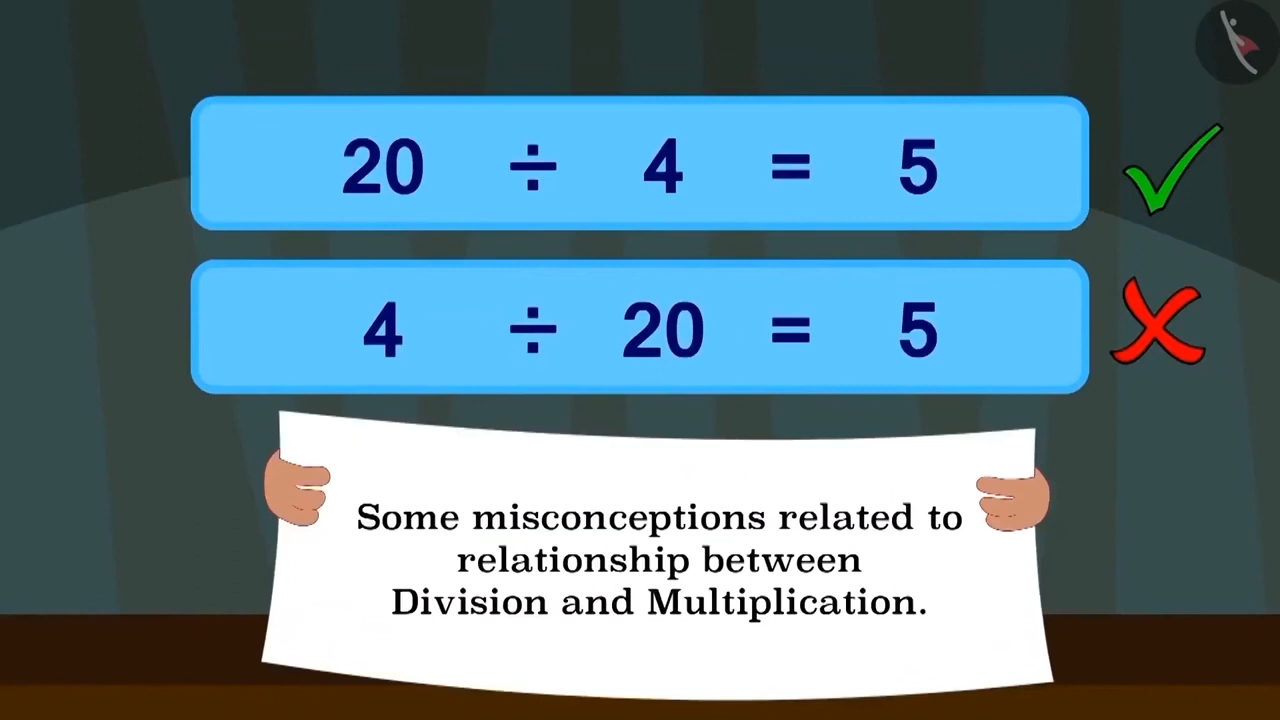 20 ÷ 4 = 5
4 ÷ 20 = 5
Some misconceptions related to
relationship between
Division and Multiplication.